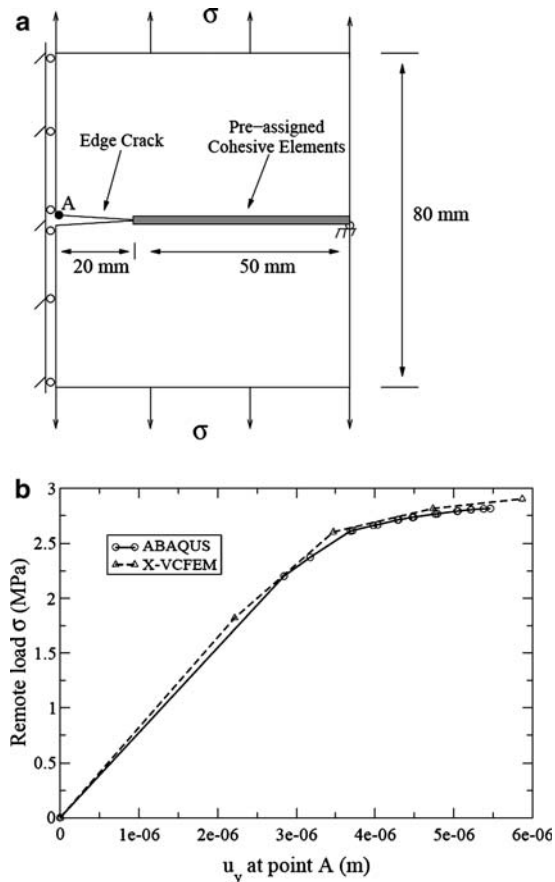 a
σ
Edge Crack
Pre-assigned
Cohesive Elements
A
20 mm
50 mm
80 mm
σ
b
Remote load σ (MPa)
3
2.5
2
1.5
1
0.5
0
ABAQUS
X-VCFEM
0 1e-06 2e-06 3e-06 4e-06 5e-06 6e-06
u_y at point A (m)